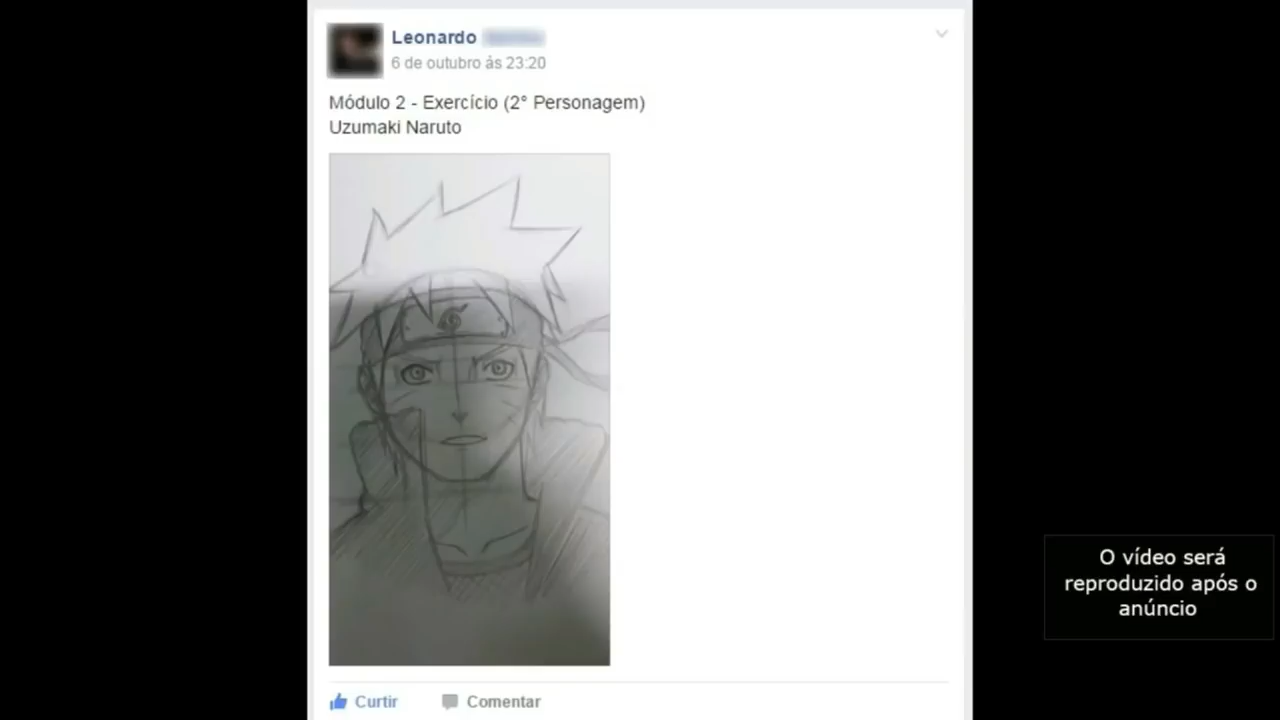 Leonardo
6 de outubro ás 23:20
Módulo 2 - Exercício (2° Personagem)
Uzumaki Naruto
Curtir
Comentar
O vídeo será
reproduzido após o
anúncio